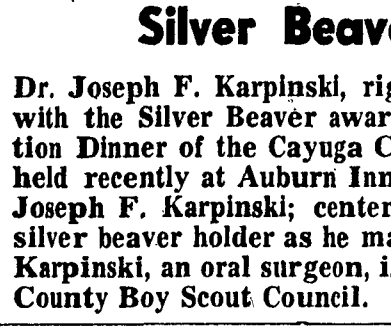 Silver Beav
Dr. Joseph F. Karpinski, rig
with the Silver Beaver awar
tion Dinner of the Cayuga C
held recently at Auburn Inn
Joseph F. Karpinski; center
silver beaver holder as he ma
Karpinski, an oral surgeon, i
County Boy Scout Council.